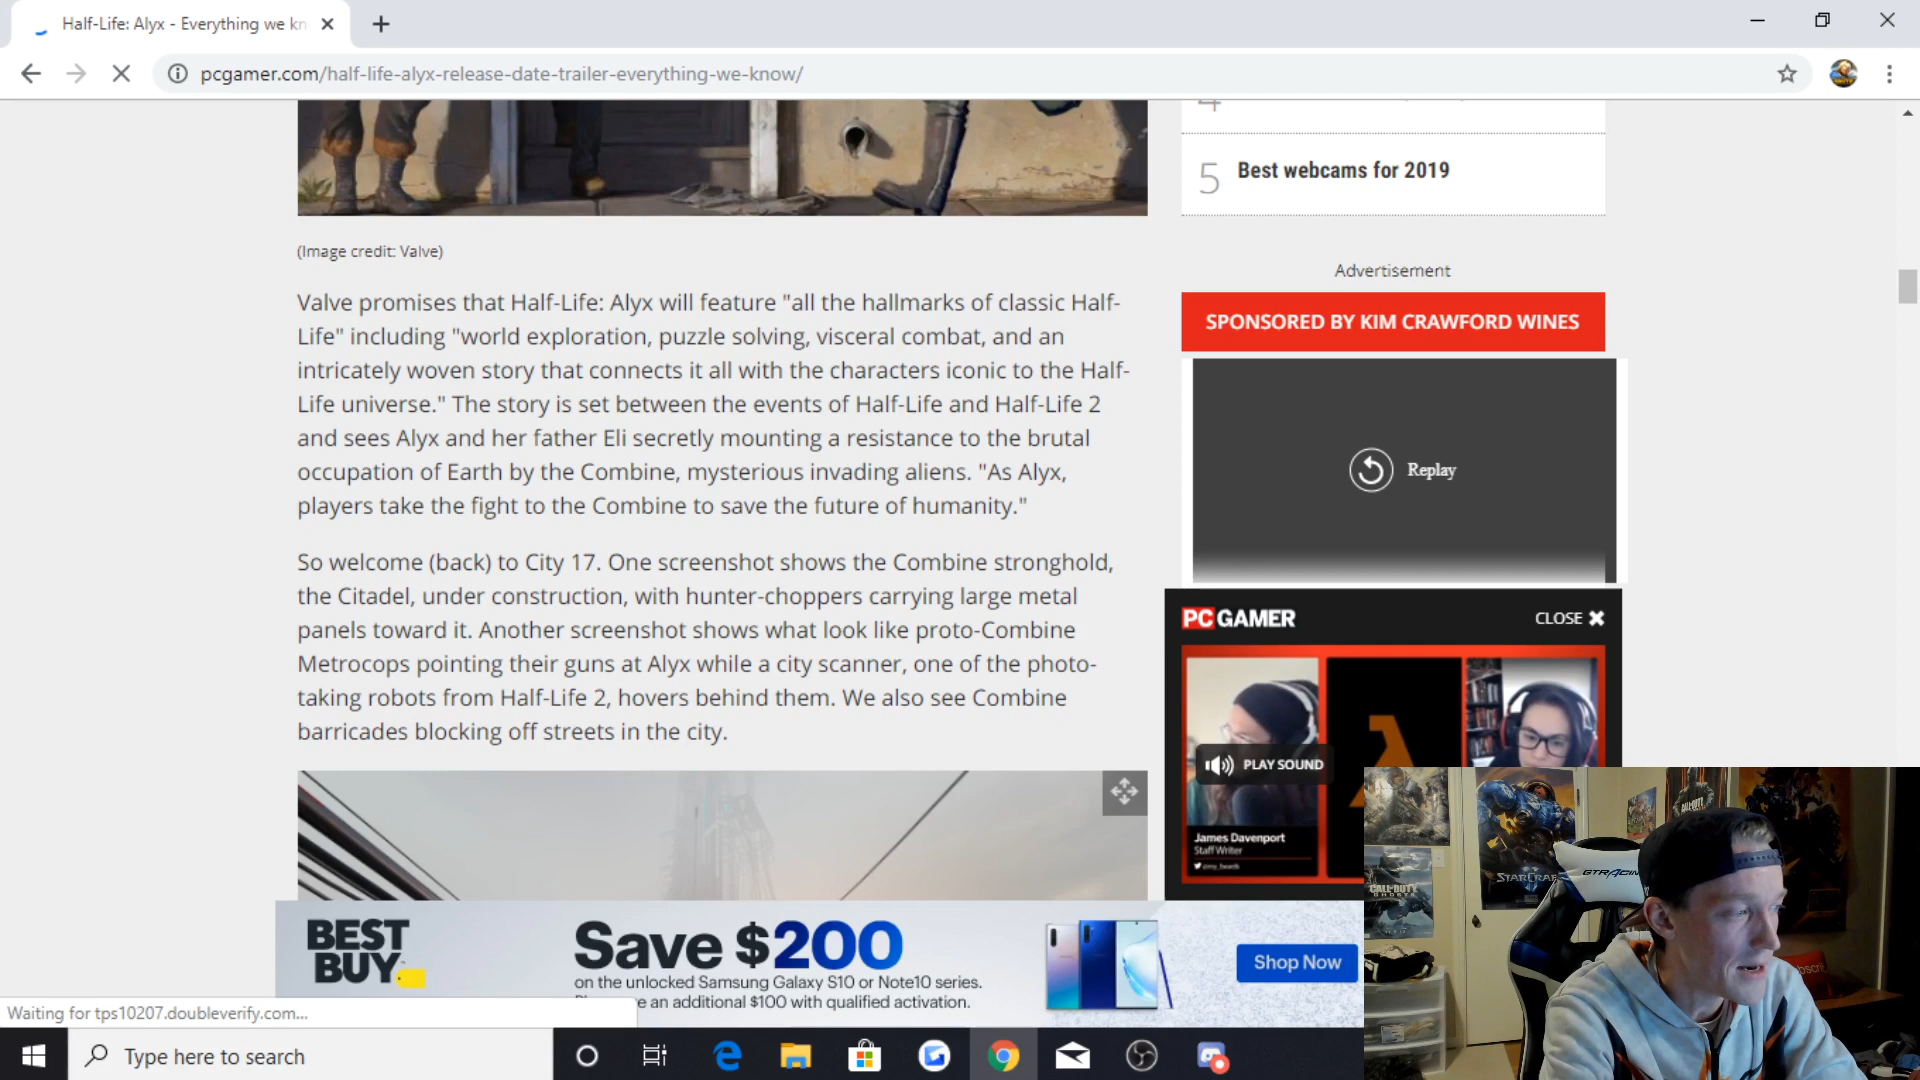 Half-Life: Alyx - Everything we kn
pcgamer.com/half-life-alyx-release-date-trailer-everything-we-know/
5 Best webcams for 2019
(Image credit: Valve)
Valve promises that Half-Life: Alyx will feature "all the hallmarks of classic Half-
Life" including "world exploration, puzzle solving, visceral combat, and an
intricately woven story that connects it all with the characters iconic to the Half-
Life universe." The story is set between the events of Half-Life and Half-Life 2
and sees Alyx and her father Eli secretly mounting a resistance to the brutal
occupation of Earth by the Combine, mysterious invading aliens. "As Alyx,
players take the fight to the Combine to save the future of humanity."
So welcome (back) to City 17. One screenshot shows the Combine stronghold,
the Citadel, under construction, with hunter-choppers carrying large metal
panels toward it. Another screenshot shows what look like proto-Combine
Metrocops pointing their guns at Alyx while a city scanner, one of the photo-
taking robots from Half-Life 2, hovers behind them. We also see Combine
barricades blocking off streets in the city.
Advertisement
SPONSORED BY KIM CRAWFORD WINES
Replay
PC GAMER
CLOSE
PLAY SOUND
James Davenport
Staff Writer
BEST
BUY
Save $200
on the unlocked Samsung Galaxy S10 or Note10 series.
an additional $100 with qualified activation.
Shop Now
CALL DUTY
GHOSTS
STARCRAF
GTRACIN
Waiting for tps10207.doubleverify.com...
Type here to search